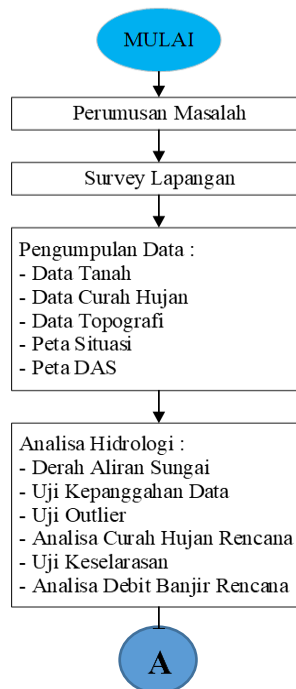 MULAI
Perumusan Masalah
Survey Lapangan
Pengumpulan Data :
- Data Tanah
- Data Curah Hujan
- Data Topografi
- Peta Situasi
- Peta DAS
Analisa Hidrologi :
- Derah Aliran Sungai
- Uji Kepanggahan Data
- Uji Outlier
- Analisa Curah Hujan Rencana
- Uji Keselarasan
- Analisa Debit Banjir Rencana
A